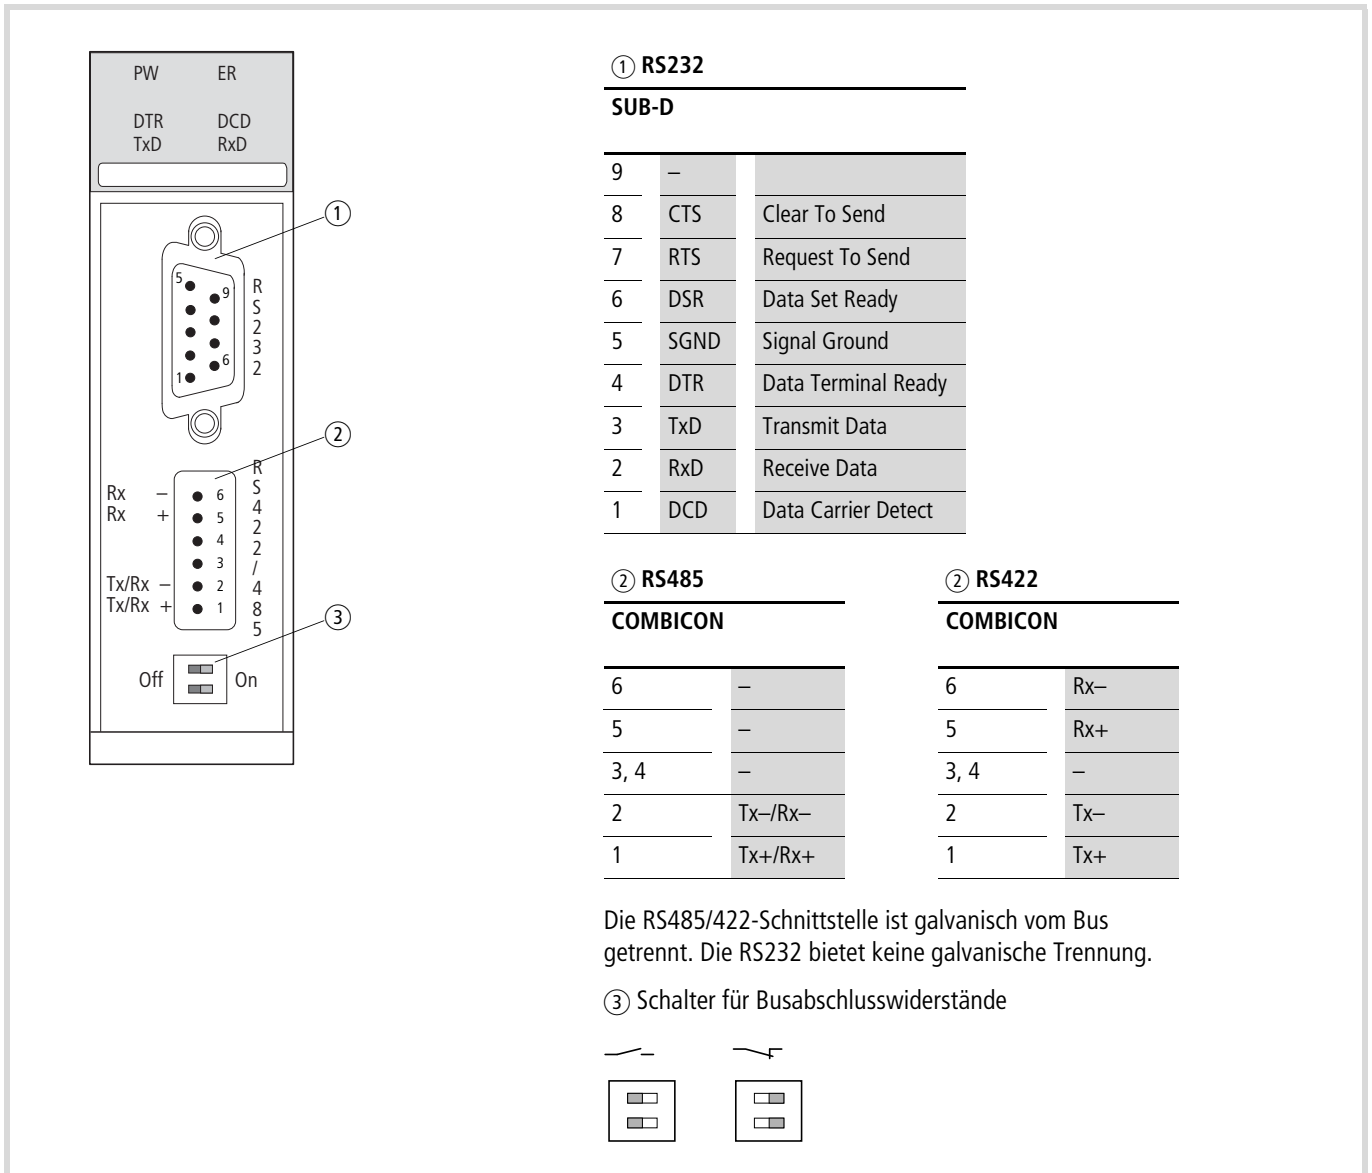 PW ER
DTR DCD
TxD RxD
①
5
9
6
1
RS232
②
RS422/485
Rx – 6
Rx + 5
4
3
Tx/Rx – 2
Tx/Rx + 1
③
Off On
① RS232
SUB-D
9 –
8 CTS Clear To Send
7 RTS Request To Send
6 DSR Data Set Ready
5 SGND Signal Ground
4 DTR Data Terminal Ready
3 TxD Transmit Data
2 RxD Receive Data
1 DCD Data Carrier Detect
② RS485
COMBICON
6 –
5 –
3, 4 –
2 Tx–/Rx–
1 Tx+/Rx+
② RS422
COMBICON
6 Rx–
5 Rx+
3, 4 –
2 Tx–
1 Tx+
Die RS485/422-Schnittstelle ist galvanisch vom Bus
getrennt. Die RS232 bietet keine galvanische Trennung.
③ Schalter für Busabschlusswiderstände